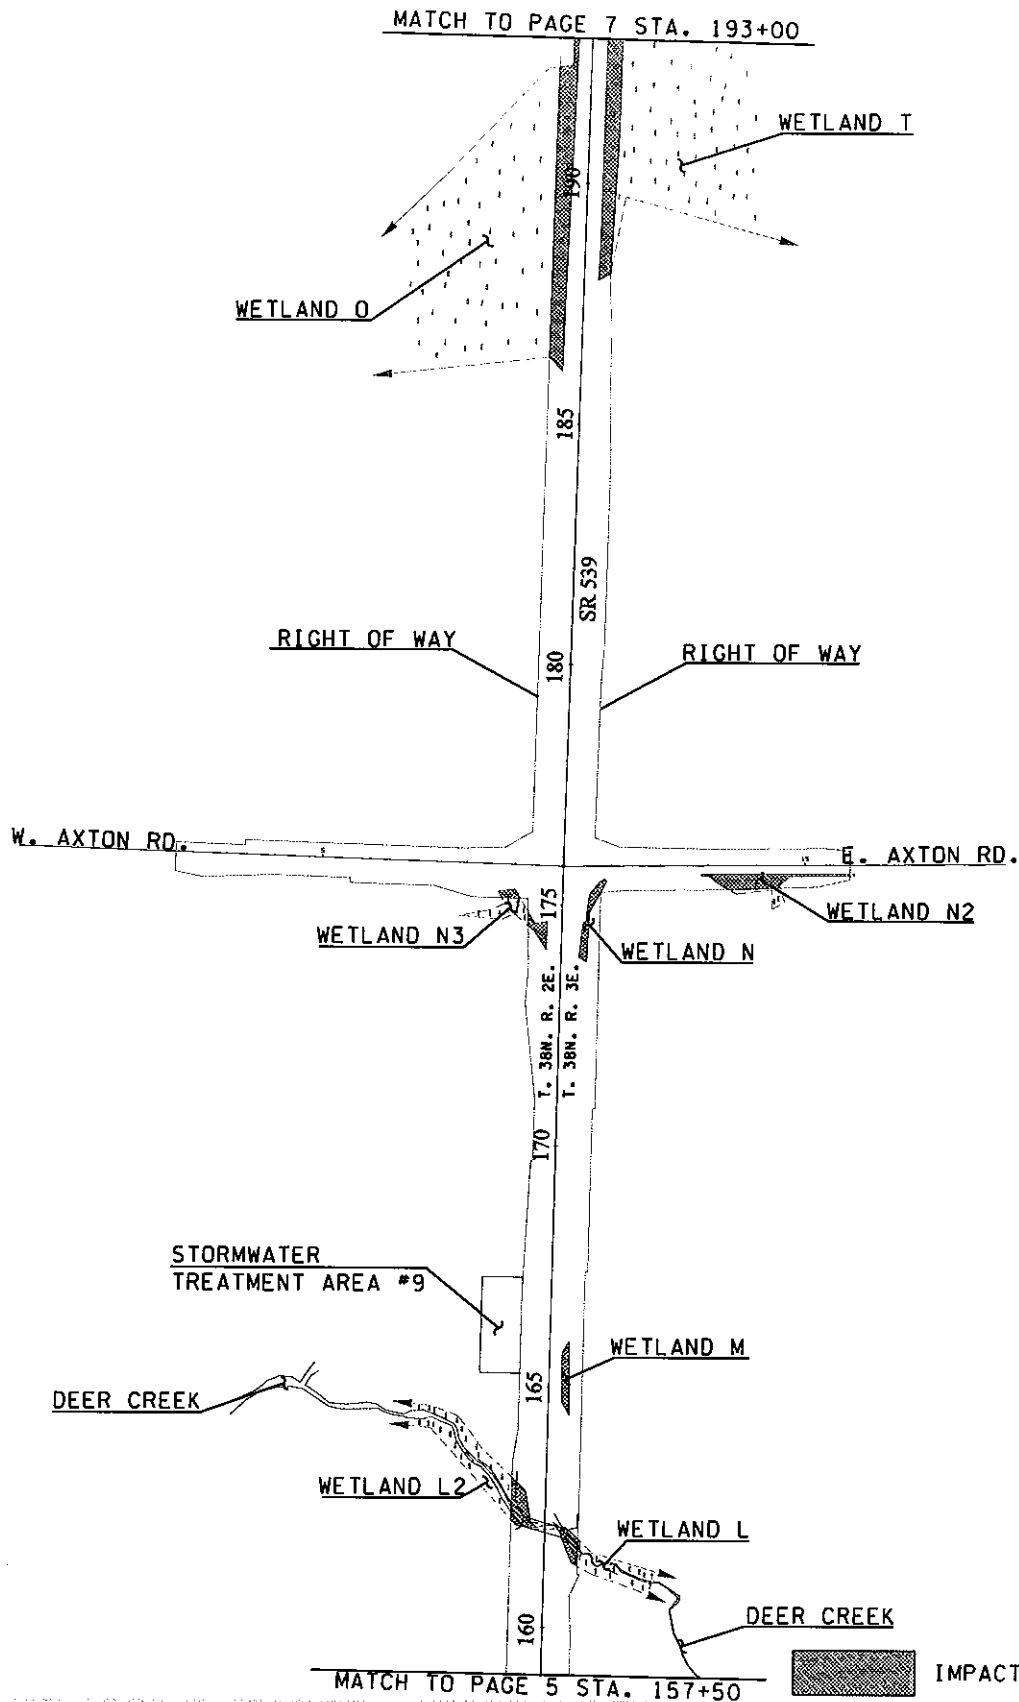 MATCH TO PAGE 7 STA. 193+00
WETLAND T
190
WETLAND O
185
SR 539
RIGHT OF WAY
RIGHT OF WAY
180
W. AXTON RD.
E. AXTON RD.
175
WETLAND N2
WETLAND N3
WETLAND N
T. 38N. R. 2E.
T. 38N. R. 3E.
170
STORMWATER
TREATMENT AREA #9
WETLAND M
165
DEER CREEK
WETLAND L2
WETLAND L
160
DEER CREEK
IMPACT
MATCH TO PAGE 5 STA. 157+50